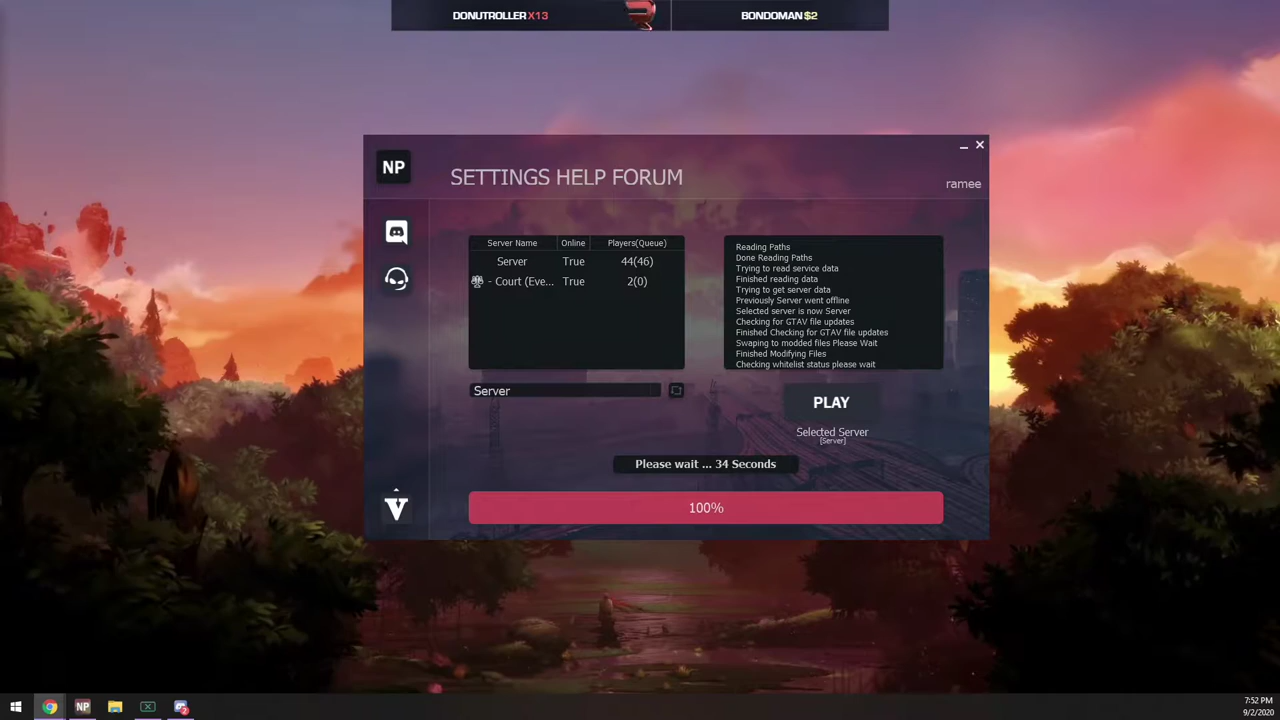 DONUTROLLER X13
BONDOMAN $2
NP
SETTINGS HELP FORUM
ramee
Server Name Online Players(Queue)
Server True 44(46)
- Court (Eve... True 2(0)
Reading Paths
Done Reading Paths
Trying to read service data
Finished reading data
Trying to get server data
Previously Server went offline
Selected server is now Server
Checking for GTAV file updates
Finished Checking for GTAV file updates
Swaping to modded files Please Wait
Finished Modifying Files
Checking whitelist status please wait
Server
PLAY
Selected Server
[Server]
Please wait ... 34 Seconds
V
100%
NP
2
7:52 PM
9/2/2020